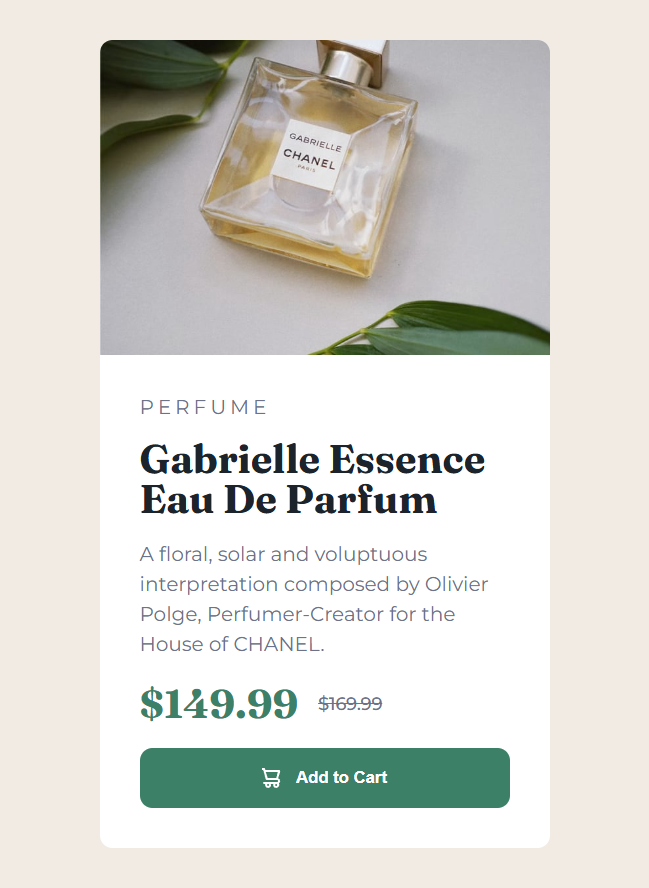 GABRIELLE
CHANEL
PARIS
PERFUME
Gabrielle Essence
Eau De Parfum
A floral, solar and voluptuous
interpretation composed by Olivier
Polge, Perfumer-Creator for the
House of CHANEL.
$149.99 $169.99
Add to Cart